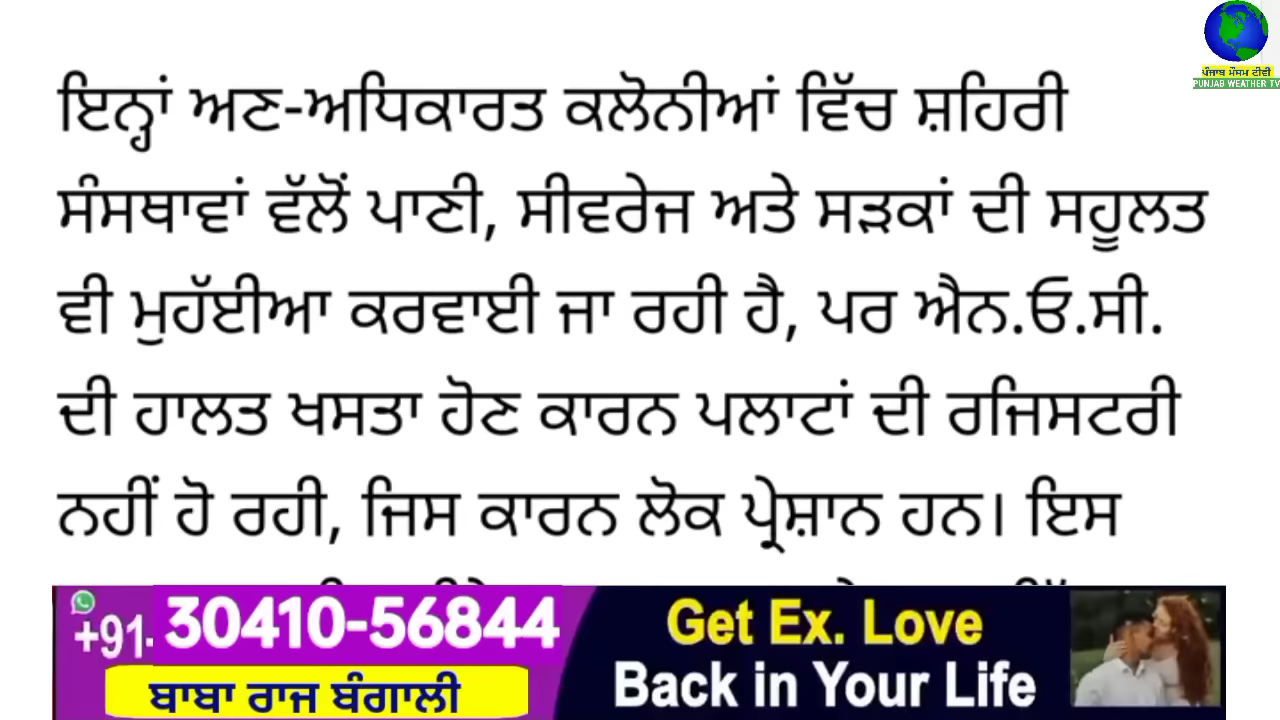 ਪੰਜਾਬ ਮੌਸਮ ਟੀਵੀ
PUNJAB WEATHER TV
ਇਨ੍ਹਾਂ ਅਣ-ਅਧਿਕਾਰਤ ਕਲੋਨੀਆਂ ਵਿੱਚ ਸ਼ਹਿਰੀ
ਸੰਸਥਾਵਾਂ ਵੱਲੋਂ ਪਾਣੀ, ਸੀਵਰੇਜ ਅਤੇ ਸੜਕਾਂ ਦੀ ਸਹੂਲਤ
ਵੀ ਮੁਹੱਈਆ ਕਰਵਾਈ ਜਾ ਰਹੀ ਹੈ, ਪਰ ਐਨ.ਓ.ਸੀ.
ਦੀ ਹਾਲਤ ਖਸਤਾ ਹੋਣ ਕਾਰਨ ਪਲਾਟਾਂ ਦੀ ਰਜਿਸਟਰੀ
ਨਹੀਂ ਹੋ ਰਹੀ, ਜਿਸ ਕਾਰਨ ਲੋਕ ਪ੍ਰੇਸ਼ਾਨ ਹਨ। ਇਸ
+91- 30410-56844
ਬਾਬਾ ਰਾਜ ਬੰਗਾਲੀ
Get Ex. Love
Back in Your Life